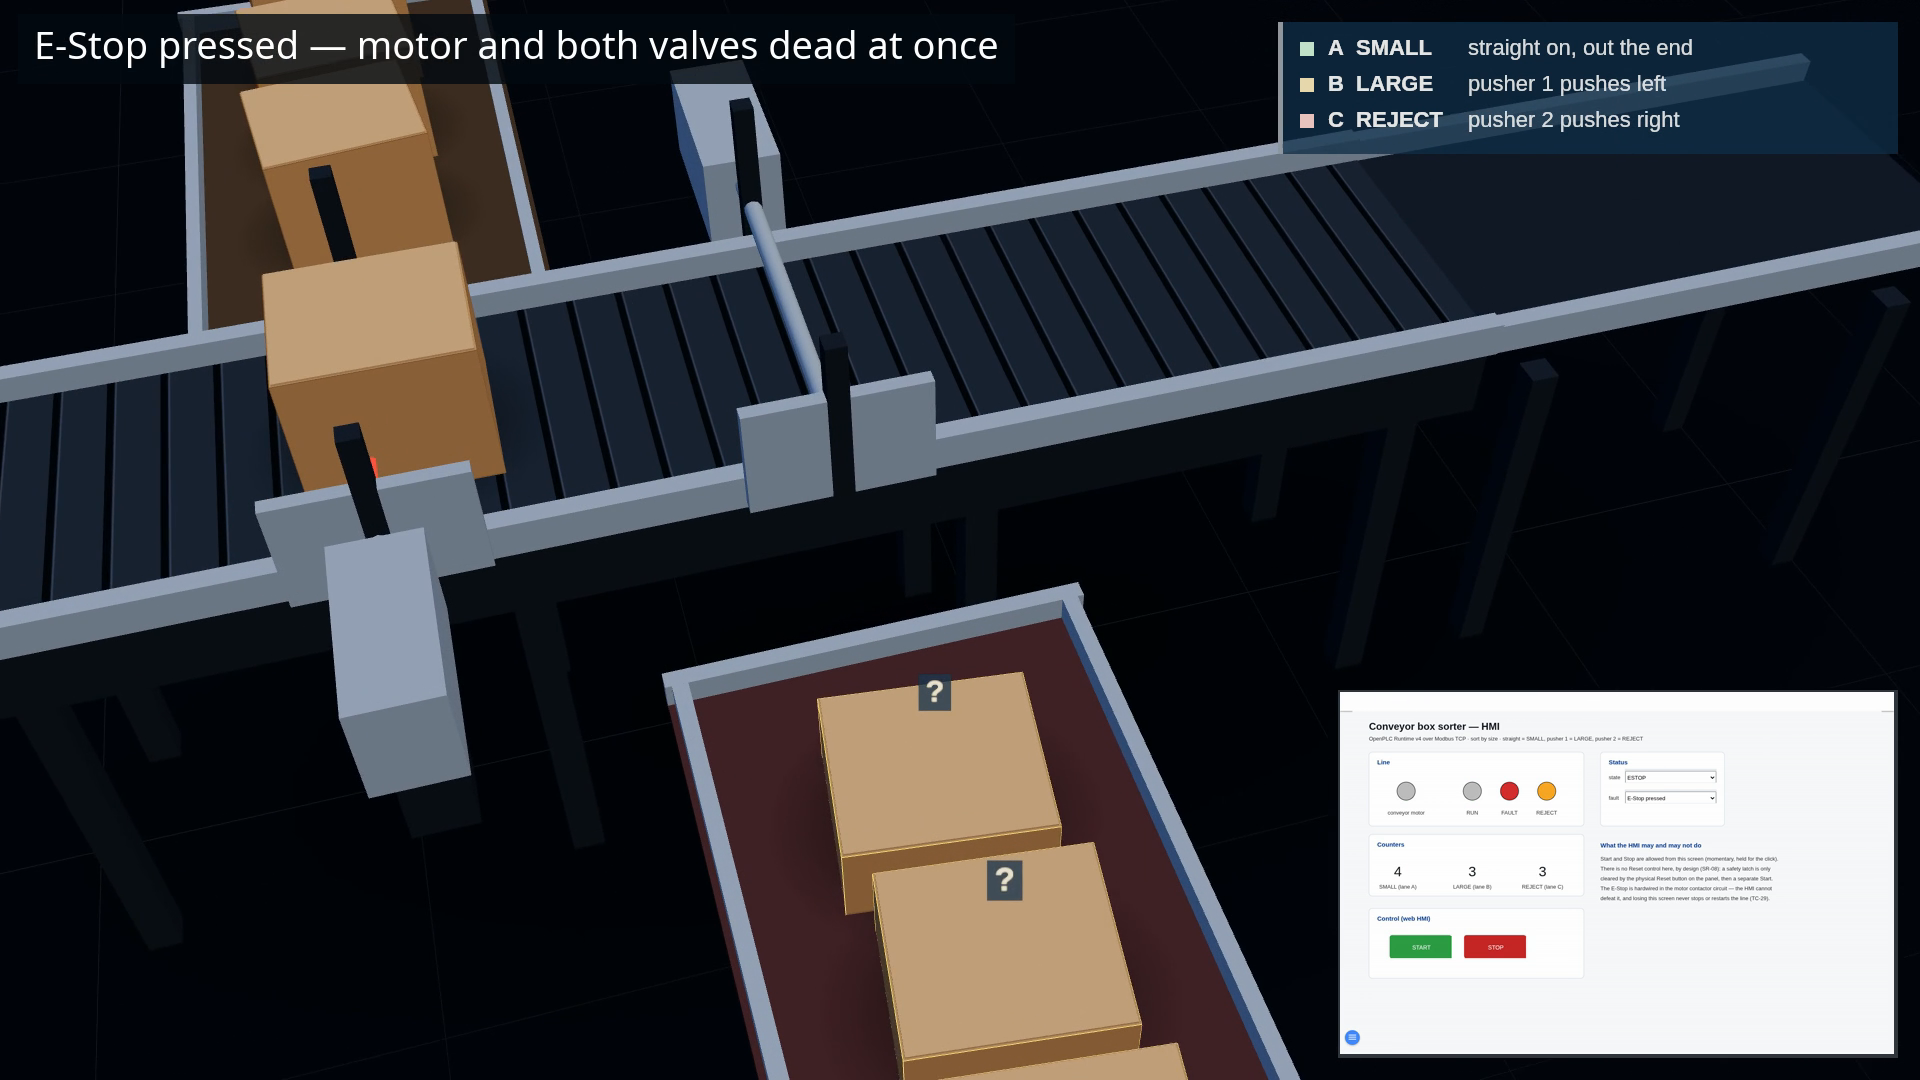 E-Stop pressed — motor and both valves dead at once
A SMALL straight on, out the end
B LARGE pusher 1 pushes left
C REJECT pusher 2 pushes right
?
?
Conveyor box sorter — HMI
OpenPLC Runtime v4 over Modbus TCP · sort by size · straight = SMALL, pusher 1 = LARGE, pusher 2 = REJECT
Line
conveyor motor RUN FAULT REJECT
Status
state ESTOP
fault E-Stop pressed
Counters
4 3 3
SMALL (lane A) LARGE (lane B) REJECT (lane C)
What the HMI may and may not do
Start and Stop are allowed from this screen (momentary, held for the click).
There is no Reset control here, by design (SR-08): a safety latch is only
cleared by the physical Reset button on the panel, then a separate Start.
The E-Stop is hardwired in the motor contactor circuit — the HMI cannot
defeat it, and losing this screen never stops or restarts the line (TC-29).
Control (web HMI)
START STOP